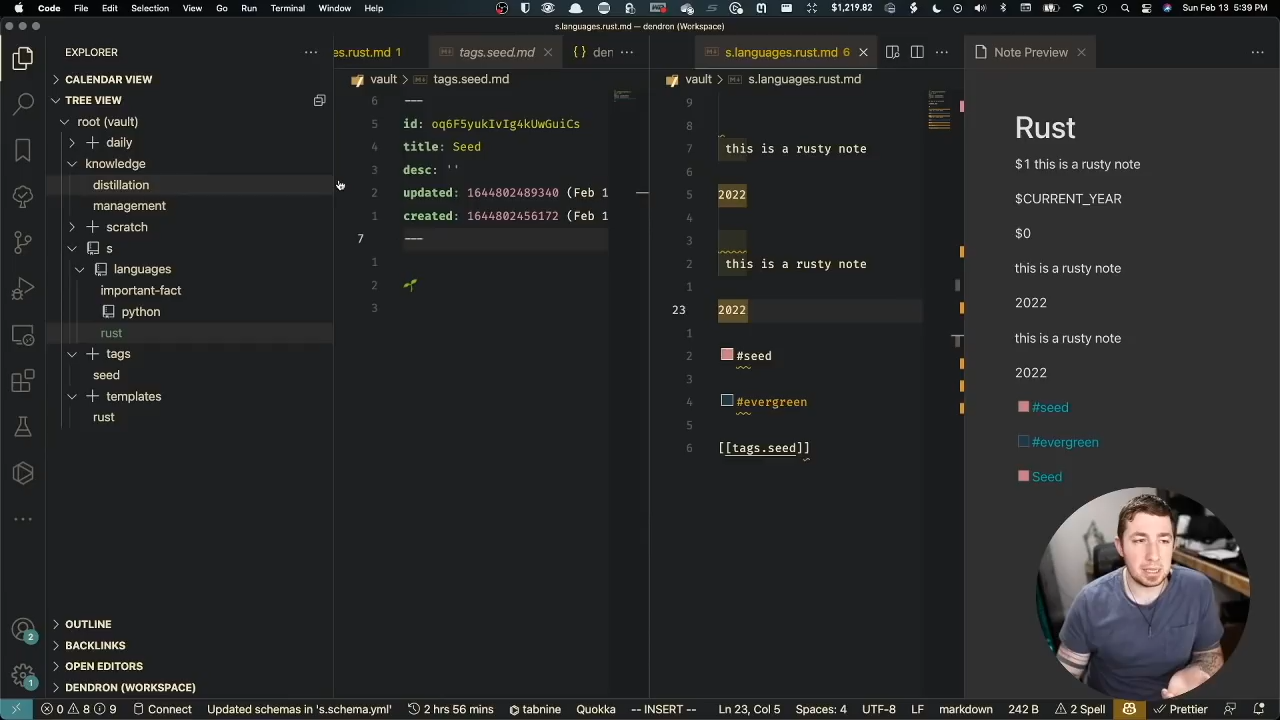 Code File Edit Selection View Go Run Terminal Window Help $1,219.82 Sun Feb 13 5:39 PM
s.languages.rust.md — dendron (Workspace)
EXPLORER
es.rust.md 1
tags.seed.md
den
s.languages.rust.md 6
Note Preview
vault > tags.seed.md
vault > s.languages.rust.md
CALENDAR VIEW
TREE VIEW
root (vault)
daily
knowledge
distillation
management
scratch
s
languages
important-fact
python
rust
tags
seed
templates
rust
OUTLINE
BACKLINKS
OPEN EDITORS
DENDRON (WORKSPACE)
2
1
6 ---
5 id: oq6F5yuk1VIg4kUwGuiCs
4 title: Seed
3 desc: ''
2 updated: 1644802489340 (Feb 1
1 created: 1644802456172 (Feb 1
7 ---
1
2
3
9
8
7 this is a rusty note
6
5 2022
4
3
2 this is a rusty note
1
23 2022
1
2 #seed
3
4 #evergreen
5
6 [[tags.seed]]
Rust
$1 this is a rusty note
$CURRENT_YEAR
$0
this is a rusty note
2022
this is a rusty note
2022
#seed
#evergreen
Seed
0 8 9 Connect Updated schemas in 's.schema.yml' 2 hrs 56 mins tabnine Quokka -- INSERT -- Ln 23, Col 5 Spaces: 4 UTF-8 LF markdown 242 B 2 Spell Prettier